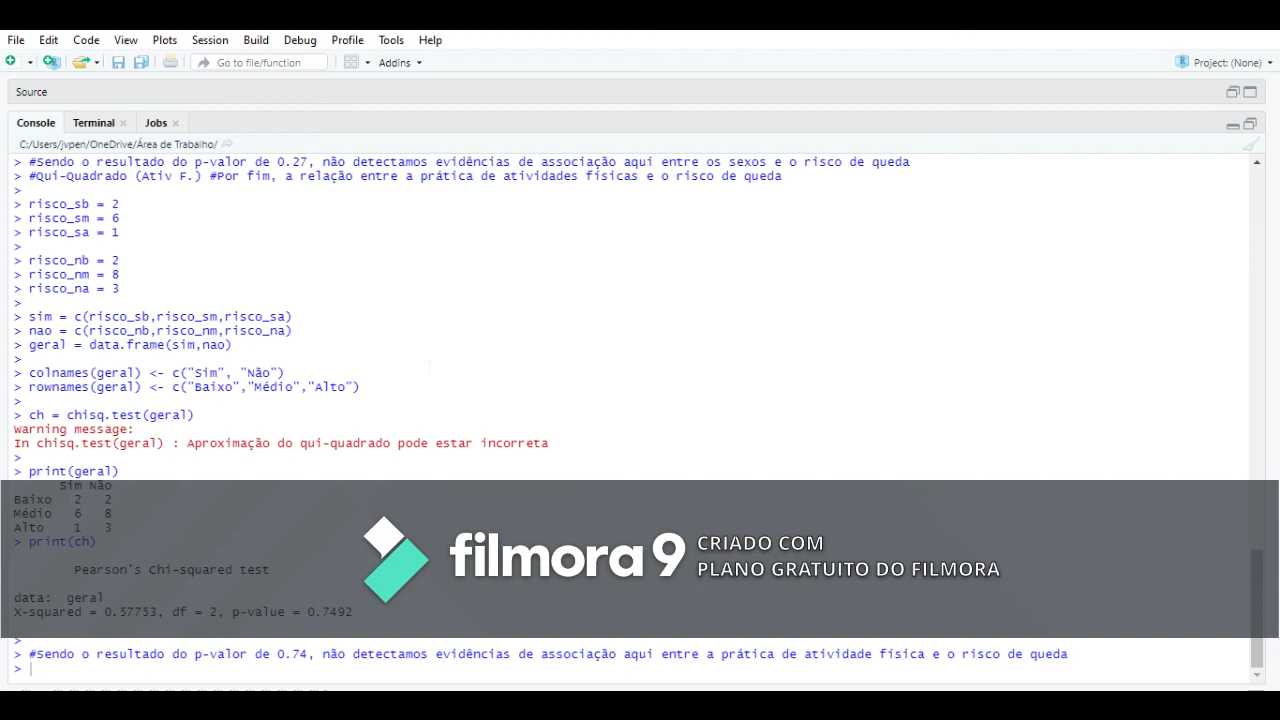 File Edit Code View Plots Session Build Debug Profile Tools Help
Go to file/function Addins Project: (None)
Source
Console Terminal Jobs
C:/Users/jvpen/OneDrive/Área de Trabalho/
> #Sendo o resultado do p-valor de 0.27, não detectamos evidências de associação aqui entre os sexos e o risco de queda
> #Qui-Quadrado (Ativ F.) #Por fim, a relação entre a prática de atividades físicas e o risco de queda
>
> risco_sb = 2
> risco_sm = 6
> risco_sa = 1
>
> risco_nb = 2
> risco_nm = 8
> risco_na = 3
>
> sim = c(risco_sb,risco_sm,risco_sa)
> nao = c(risco_nb,risco_nm,risco_na)
> geral = data.frame(sim,nao)
>
> colnames(geral) <- c("Sim", "Não")
> rownames(geral) <- c("Baixo","Médio","Alto")
>
> ch = chisq.test(geral)
Warning message:
In chisq.test(geral) : Aproximação do qui-quadrado pode estar incorreta
>
> print(geral)
Sim Não
Baixo 2 2
Médio 6 8
Alto 1 3
> print(ch)
Pearson's Chi-squared test
data: geral
X-squared = 0.57753, df = 2, p-value = 0.7492
>
> #Sendo o resultado do p-valor de 0.74, não detectamos evidências de associação aqui entre a prática de atividade física e o risco de queda
>
filmora 9
CRIADO COM
PLANO GRATUITO DO FILMORA